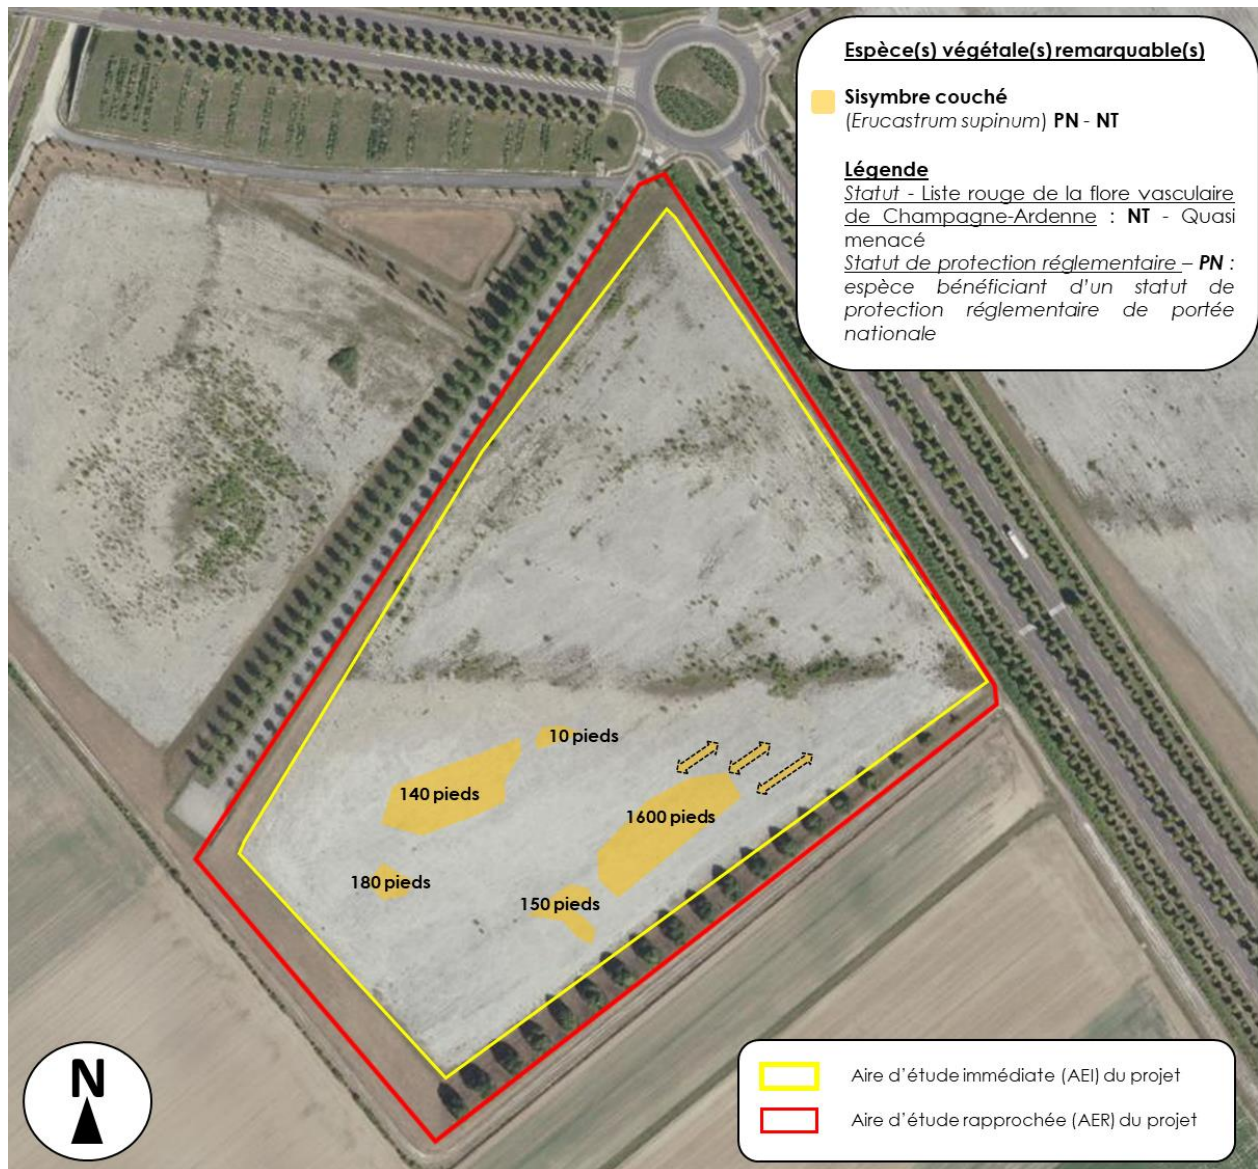 Espèce(s) végétale(s) remarquable(s)
Sisymbre couché
(Erucastrum supinum) PN - NT
Légende
Statut - Liste rouge de la flore vasculaire
de Champagne-Ardenne : NT - Quasi
menacé
Statut de protection réglementaire – PN :
espèce bénéficiant d'un statut de
protection réglementaire de portée
nationale
10 pieds
140 pieds
1600 pieds
180 pieds
150 pieds
N
Aire d'étude immédiate (AEI) du projet
Aire d'étude rapprochée (AER) du projet